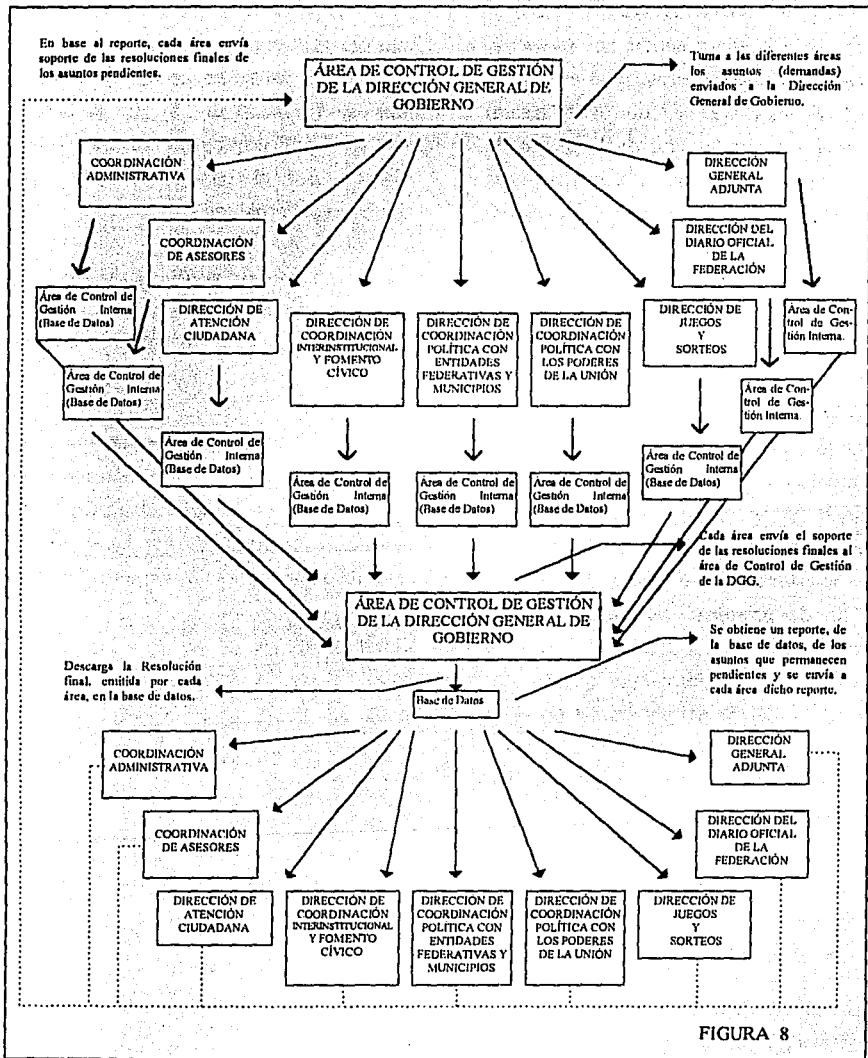 En base al reporte, cada área envía
soporte de las resoluciones finales de
los asuntos pendientes.
ÁREA DE CONTROL DE GESTIÓN
DE LA DIRECCIÓN GENERAL DE
GOBIERNO
Turna a las diferentes áreas
los asuntos (demandas)
enviados a la Dirección
General de Gobierno.
COORDINACIÓN
ADMINISTRATIVA
DIRECCIÓN
GENERAL
ADJUNTA
COORDINACIÓN
DE ASESORES
DIRECCIÓN DEL
DIARIO OFICIAL
DE LA
FEDERACIÓN
Área de Control de
Gestión Interna
(Base de Datos)
DIRECCIÓN DE
ATENCIÓN
CIUDADANA
DIRECCIÓN DE
COORDINACIÓN
INTERINSTITUCIONAL
Y FOMENTO
CÍVICO
DIRECCIÓN DE
COORDINACIÓN
POLÍTICA CON
ENTIDADES
FEDERATIVAS Y
MUNICIPIOS
DIRECCIÓN DE
COORDINACIÓN
POLÍTICA CON
LOS PODERES
DE LA UNIÓN
DIRECCIÓN DE
JUEGOS
Y
SORTEOS
Área de Con-
trol de Ges-
tión Interna.
Área de Control de
Gestión Interna
(Base de Datos)
Área de Con-
trol de Ges-
tión Interna.
Área de Control de
Gestión Interna
(Base de Datos)
Área de Control de
Gestión Interna
(Base de Datos)
Área de Control de
Gestión Interna
(Base de Datos)
Área de Control de
Gestión Interna
(Base de Datos)
Área de Control de
Gestión Interna
(Base de Datos)
Cada área envía el soporte
de las resoluciones finales al
área de Control de Gestión
de la DGG.
ÁREA DE CONTROL DE GESTIÓN
DE LA DIRECCIÓN GENERAL DE
GOBIERNO
Se obtiene un reporte, de
la base de datos, de los
asuntos que permanecen
pendientes y se envía a
cada área dicho reporte.
Descarga la Resolución
final, emitida por cada
área, en la base de datos.
Base de Datos
COORDINACIÓN
ADMINISTRATIVA
DIRECCIÓN
GENERAL
ADJUNTA
COORDINACIÓN
DE ASESORES
DIRECCIÓN DEL
DIARIO OFICIAL
DE LA
FEDERACIÓN
DIRECCIÓN DE
ATENCIÓN
CIUDADANA
DIRECCIÓN DE
COORDINACIÓN
INTERINSTITUCIONAL
Y FOMENTO
CÍVICO
DIRECCIÓN DE
COORDINACIÓN
POLÍTICA CON
ENTIDADES
FEDERATIVAS Y
MUNICIPIOS
DIRECCIÓN DE
COORDINACIÓN
POLÍTICA CON
LOS PODERES
DE LA UNIÓN
DIRECCIÓN DE
JUEGOS
Y
SORTEOS
FIGURA 8